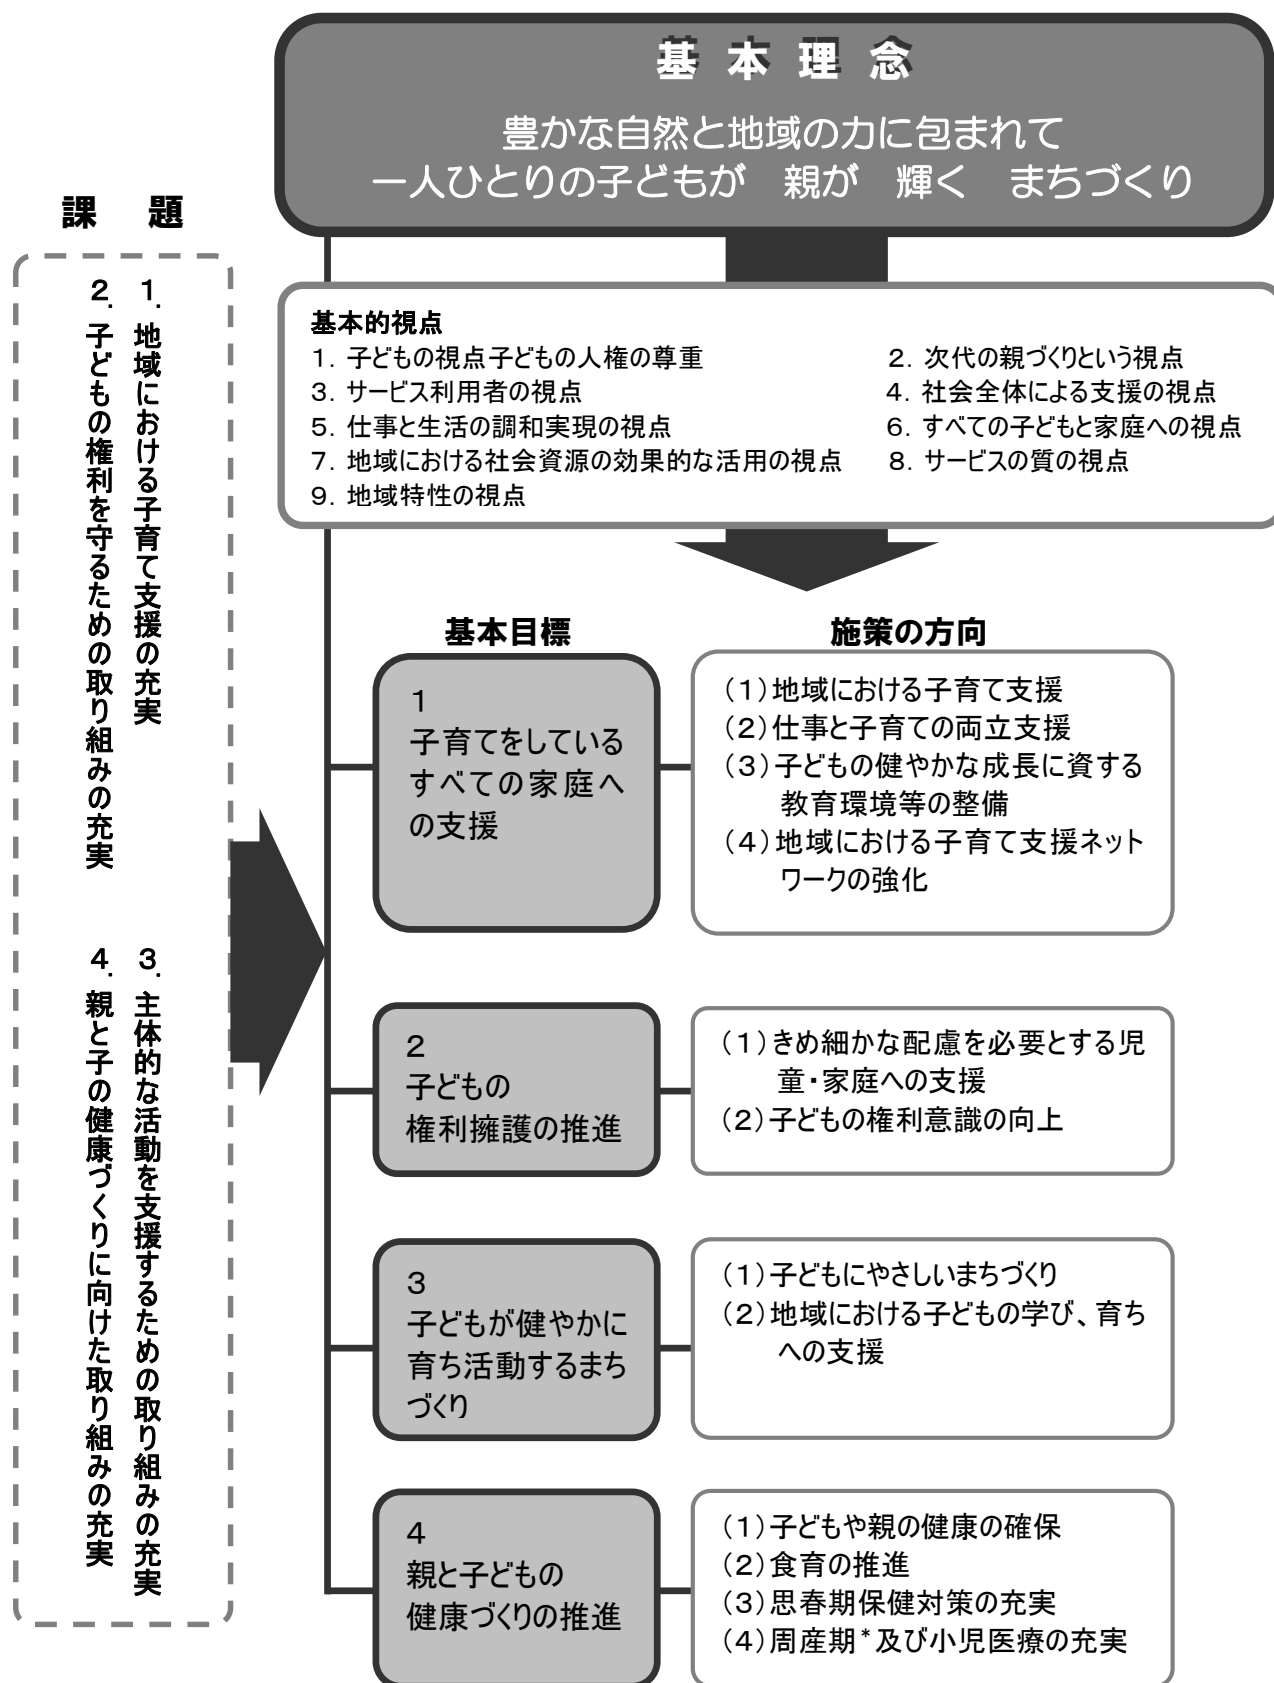 基本理念
豊かな自然と地域の力に包まれて
一人ひとりの子どもが　親が　輝く　まちづくり
課　題
１．地域における子育て支援の充実
２．子どもの権利を守るための取り組みの充実
３．主体的な活動を支援するための取り組みの充実
４．親と子の健康づくりに向けた取り組みの充実
基本的視点
１．子どもの視点子どもの人権の尊重
２．次代の親づくりという視点
３．サービス利用者の視点
４．社会全体による支援の視点
５．仕事と生活の調和実現の視点
６．すべての子どもと家庭への視点
７．地域における社会資源の効果的な活用の視点
８．サービスの質の視点
９．地域特性の視点
基本目標
施策の方向
１
子育てをしている
すべての家庭へ
の支援
（１）地域における子育て支援
（２）仕事と子育ての両立支援
（３）子どもの健やかな成長に資する
教育環境等の整備
（４）地域における子育て支援ネット
ワークの強化
２
子どもの
権利擁護の推進
（１）きめ細かな配慮を必要とする児
童・家庭への支援
（２）子どもの権利意識の向上
３
子どもが健やかに
育ち活動するまち
づくり
（１）子どもにやさしいまちづくり
（２）地域における子どもの学び、育ち
への支援
４
親と子どもの
健康づくりの推進
（１）子どもや親の健康の確保
（２）食育の推進
（３）思春期保健対策の充実
（４）周産期*及び小児医療の充実